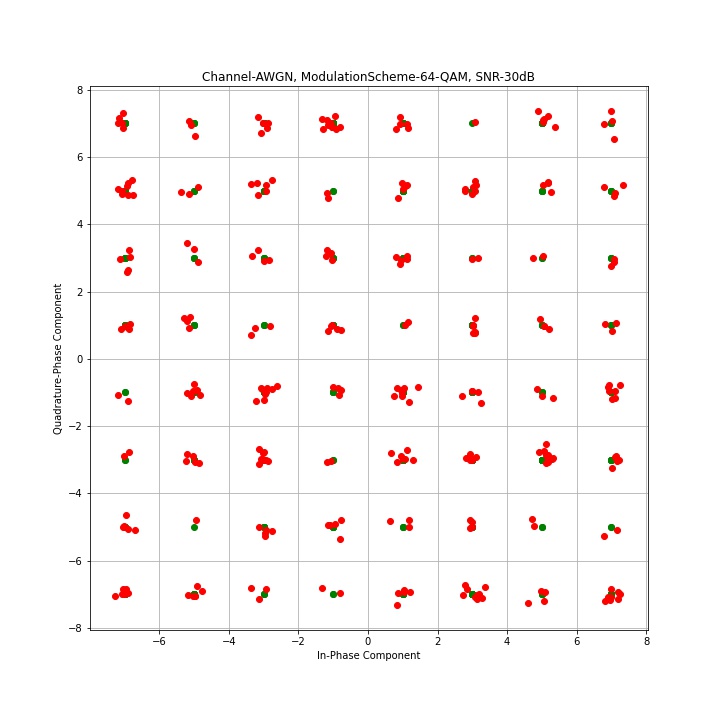 Channel-AWGN, ModulationScheme-64-QAM, SNR-30dB
8
6
4
2
0
−2
−4
−6
−8
Quadrature-Phase Component
−6 −4 −2 0 2 4 6 8
In-Phase Component